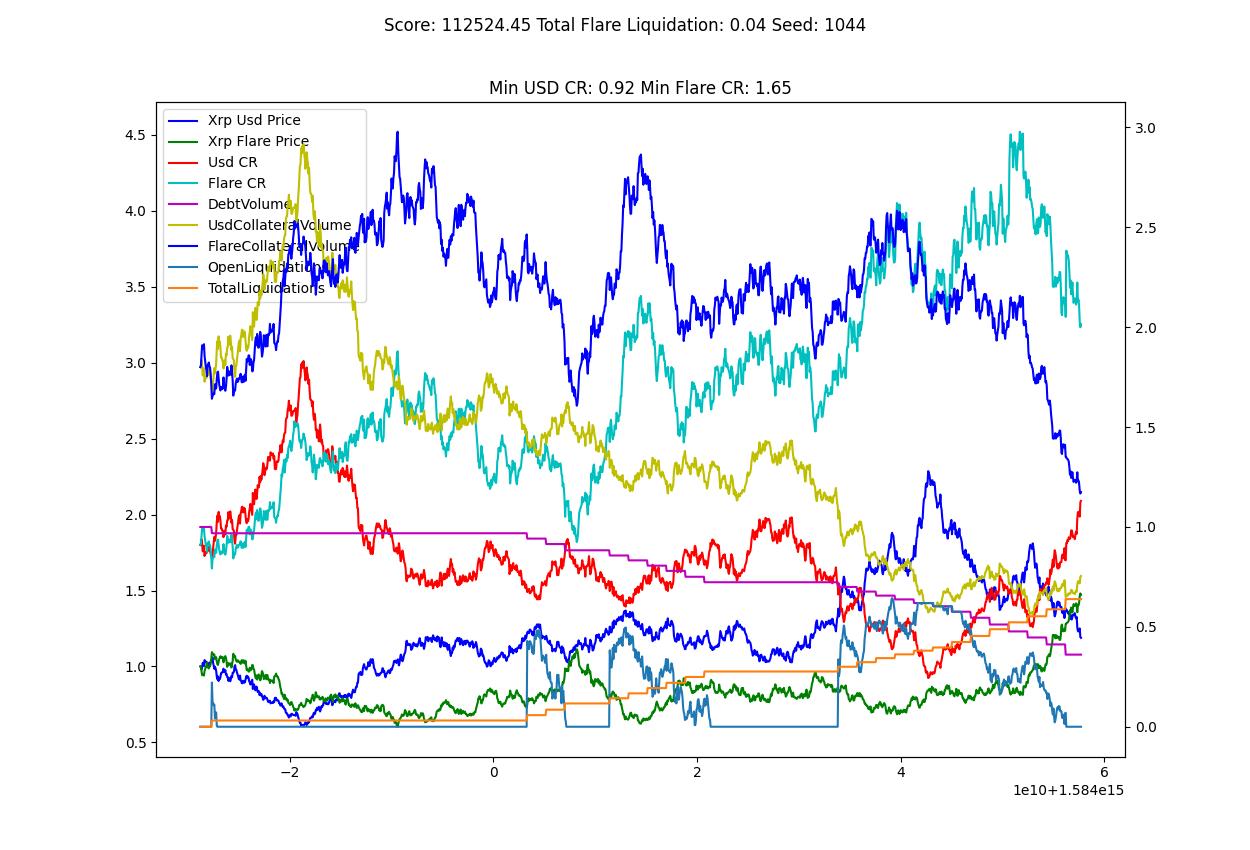 Score: 112524.45 Total Flare Liquidation: 0.04 Seed: 1044
Min USD CR: 0.92 Min Flare CR: 1.65
Xrp Usd Price
Xrp Flare Price
Usd CR
Flare CR
DebtVolume
UsdCollateralVolume
FlareCollateralVolume
OpenLiquidations
TotalLiquidations
4.5
4.0
3.5
3.0
2.5
2.0
1.5
1.0
0.5
3.0
2.5
2.0
1.5
1.0
0.5
0.0
−2 0 2 4 6
1e10+1.584e15